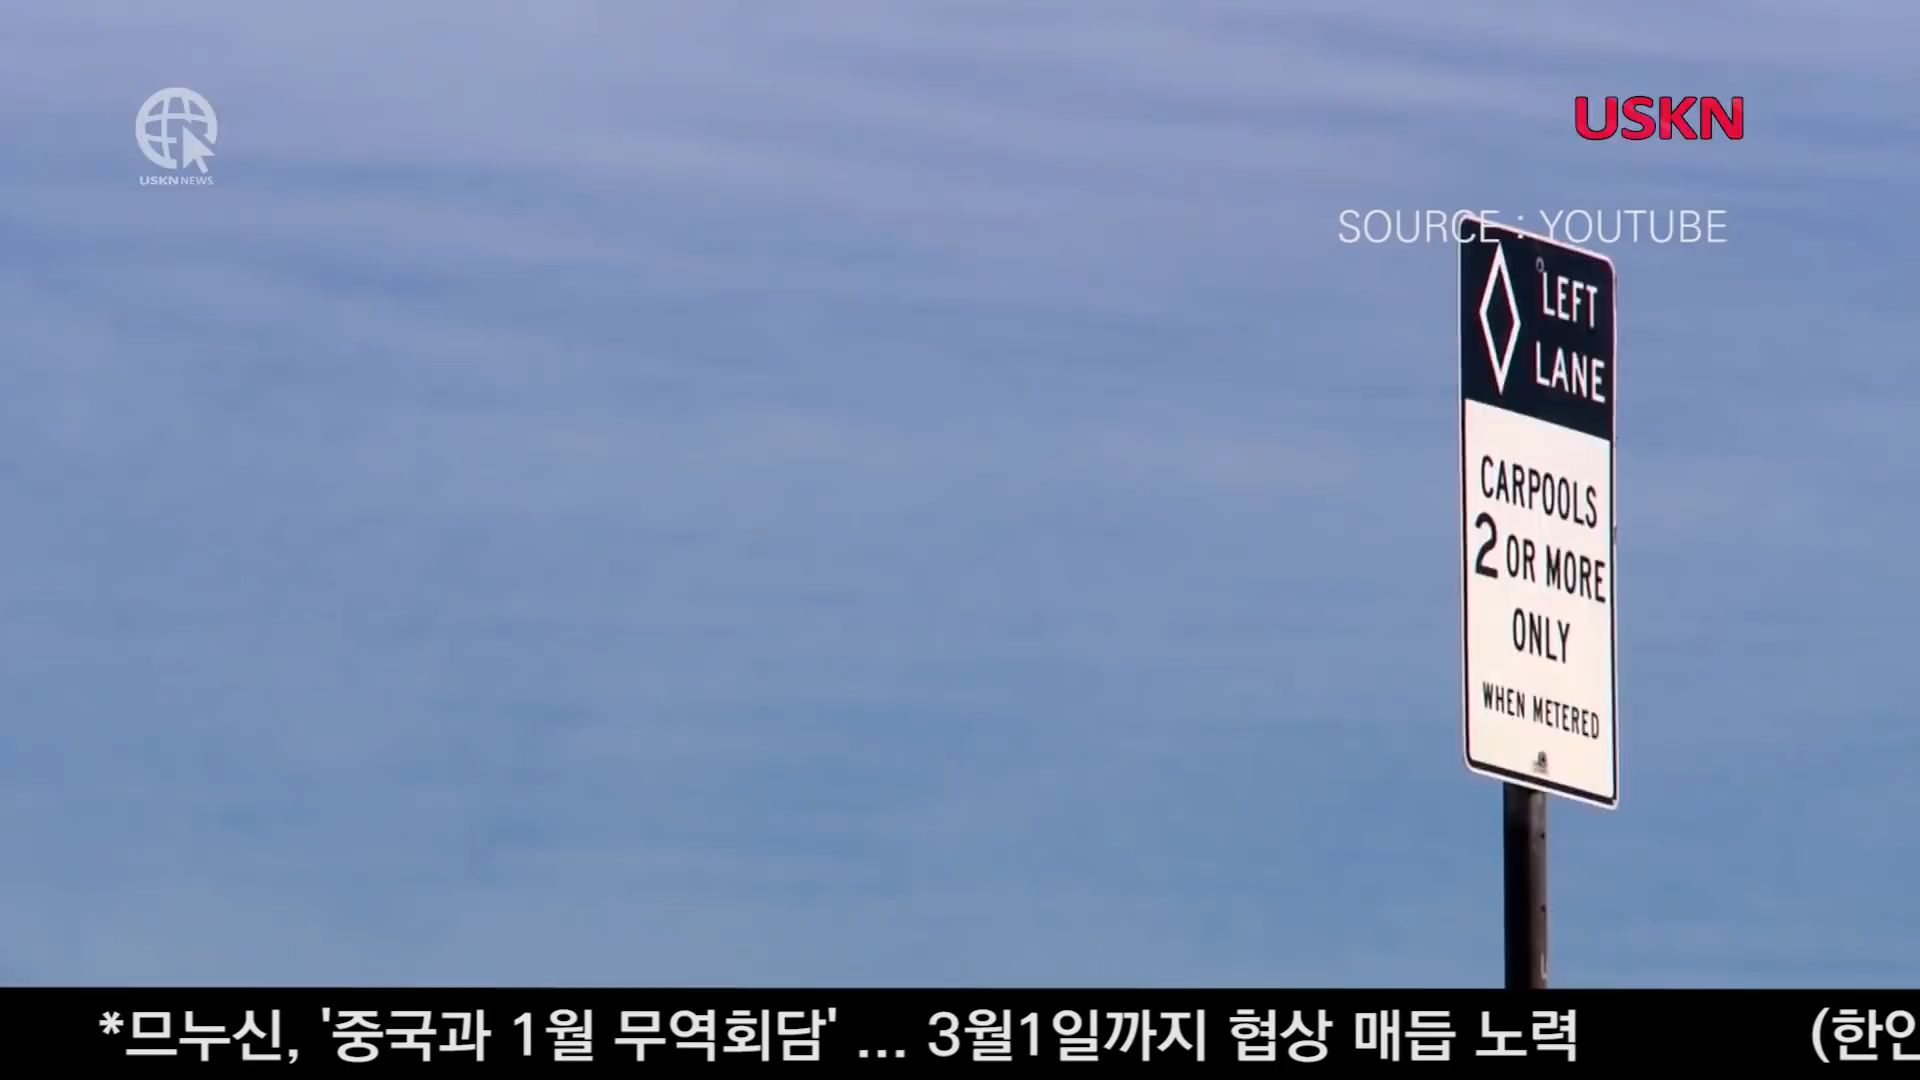 USKN NEWS
USKN
SOURCE : YOUTUBE
LEFT
LANE
CARPOOLS
2 OR MORE
ONLY
WHEN METERED
*므누신, '중국과 1월 무역회담' ... 3월1일까지 협상 매듭 노력
(한인